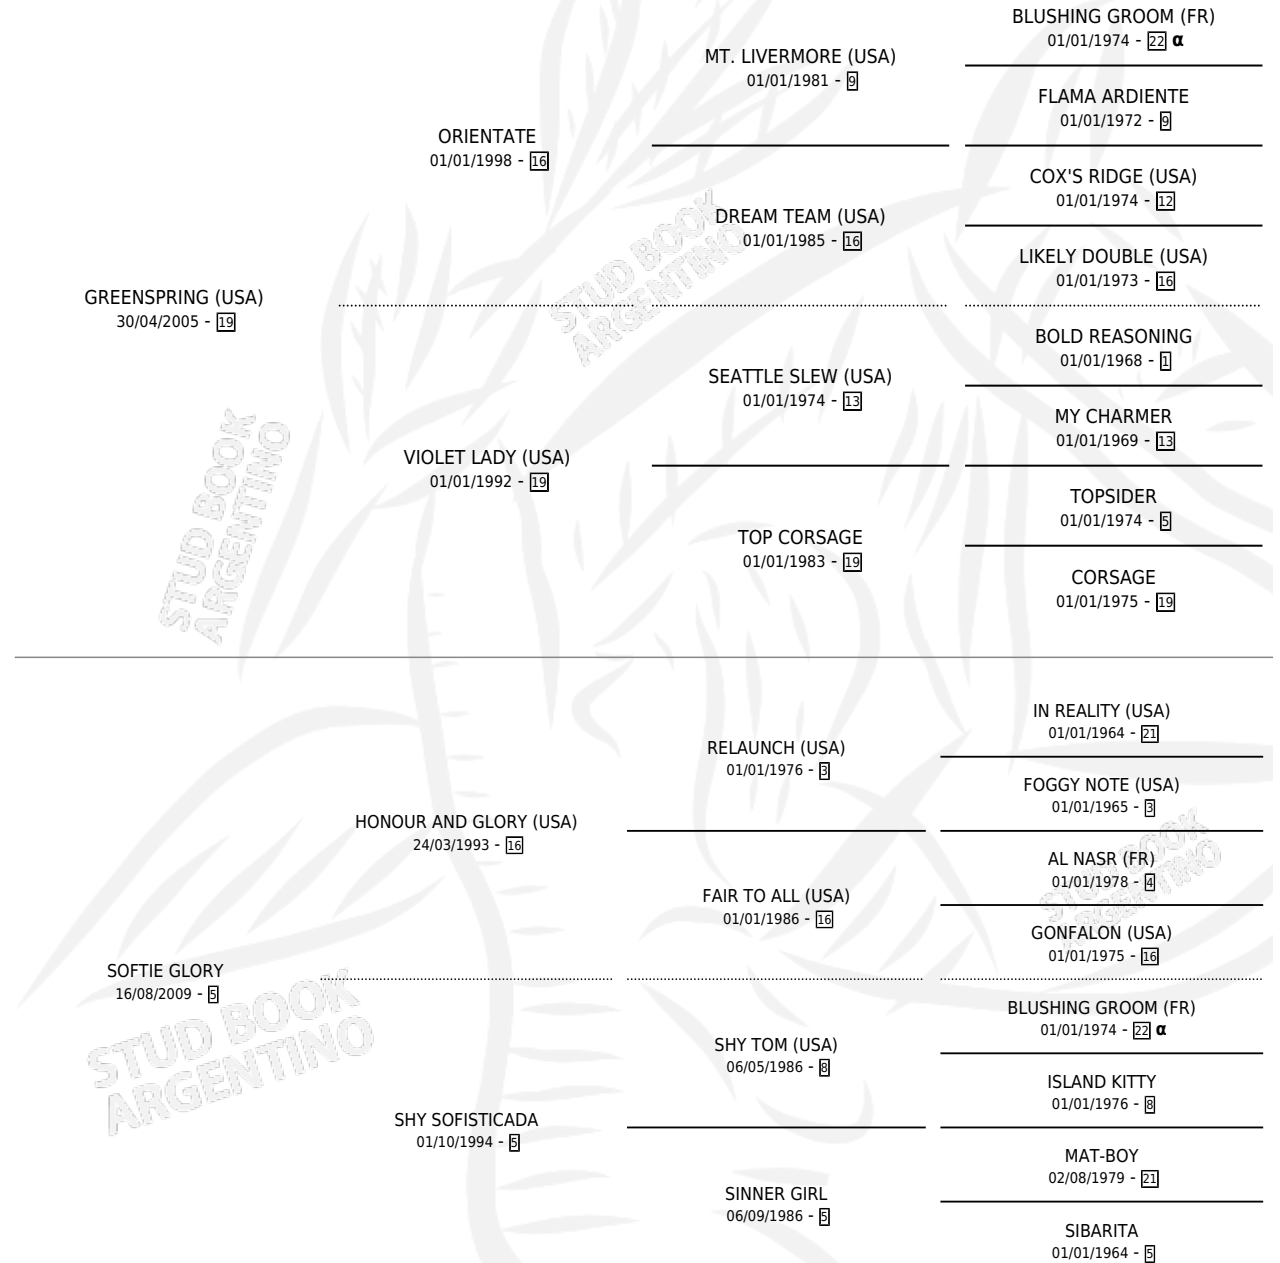 BLUSHING GROOM (FR)
01/01/1974 - 22 α
MT. LIVERMORE (USA)
01/01/1981 - 9
FLAMA ARDIENTE
01/01/1972 - 9
ORIENTATE
01/01/1998 - 16
COX'S RIDGE (USA)
01/01/1974 - 12
DREAM TEAM (USA)
01/01/1985 - 16
LIKELY DOUBLE (USA)
01/01/1973 - 16
GREENSPRING (USA)
30/04/2005 - 19
BOLD REASONING
01/01/1968 - 1
SEATTLE SLEW (USA)
01/01/1974 - 13
MY CHARMER
01/01/1969 - 13
VIOLET LADY (USA)
01/01/1992 - 19
TOPSIDER
01/01/1974 - 5
TOP CORSAGE
01/01/1983 - 19
CORSAGE
01/01/1975 - 19
IN REALITY (USA)
01/01/1964 - 21
RELAUNCH (USA)
01/01/1976 - 3
FOGGY NOTE (USA)
01/01/1965 - 3
HONOUR AND GLORY (USA)
24/03/1993 - 16
AL NASR (FR)
01/01/1978 - 4
FAIR TO ALL (USA)
01/01/1986 - 16
GONFALON (USA)
01/01/1975 - 16
SOFTIE GLORY
16/08/2009 - 5
BLUSHING GROOM (FR)
01/01/1974 - 22 α
SHY TOM (USA)
06/05/1986 - 8
ISLAND KITTY
01/01/1976 - 8
SHY SOFISTICADA
01/10/1994 - 5
MAT-BOY
02/08/1979 - 21
SINNER GIRL
06/09/1986 - 5
SIBARITA
01/01/1964 - 5
STUD BOOK
ARGENTINO
STUD BOOK
ARGENTINO
STUD BOOK
ARGENTINO
STUD BOOK
ARGENTINO